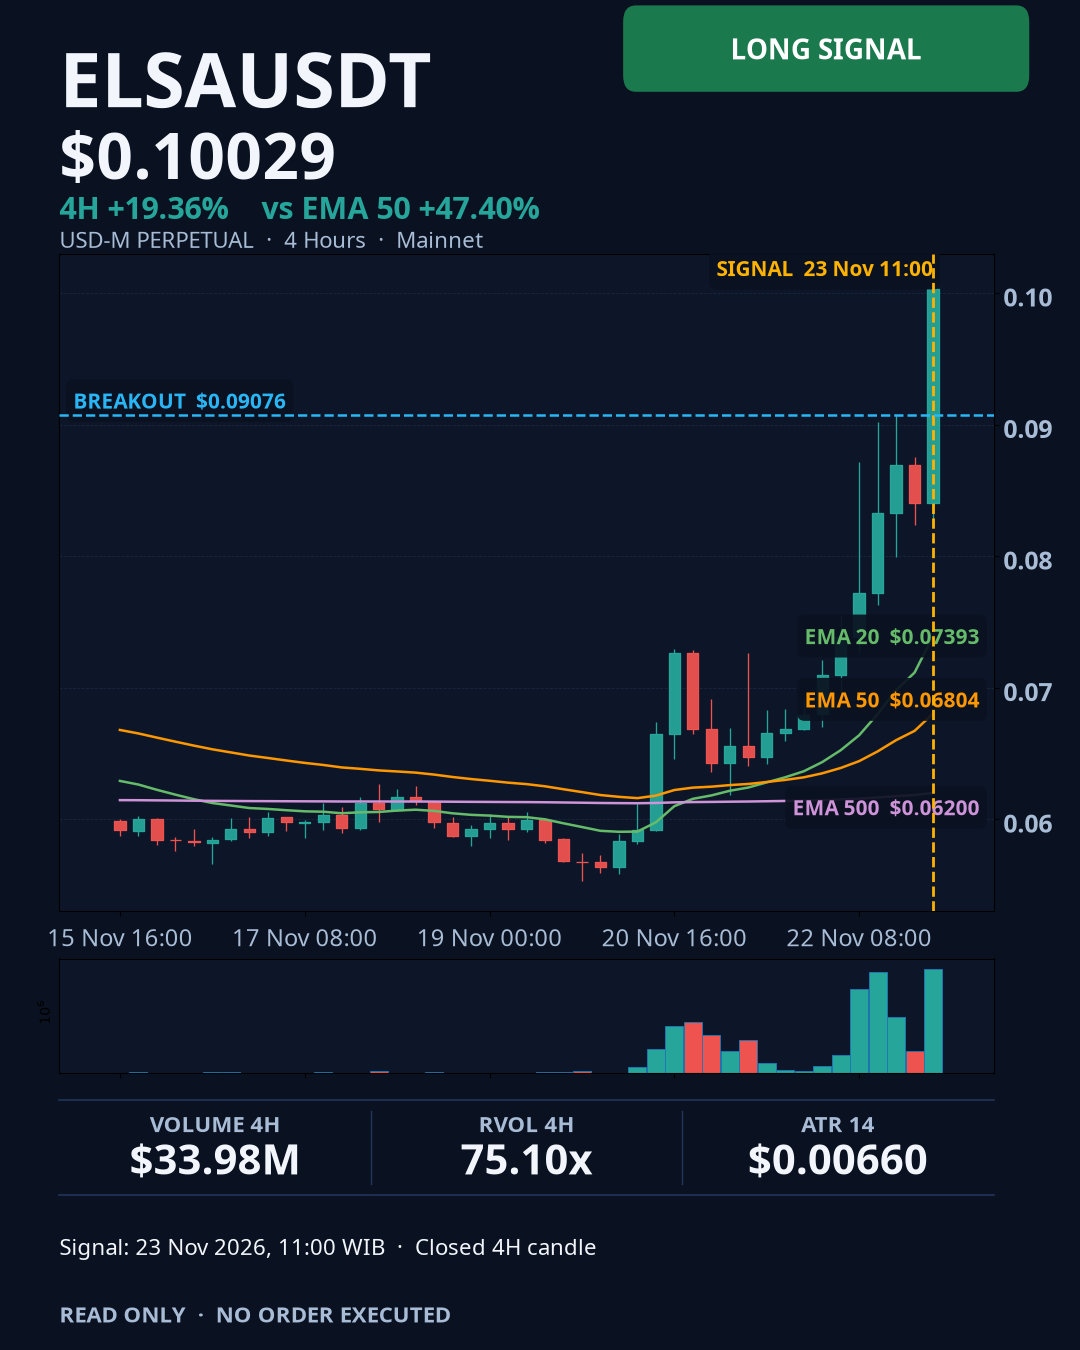 LONG SIGNAL
ELSAUSDT
$0.10029
4H +19.36% vs EMA 50 +47.40%
USD-M PERPETUAL · 4 Hours · Mainnet
SIGNAL 23 Nov 11:00
0.10
BREAKOUT $0.09076
0.09
0.08
EMA 20 $0.07393
0.07
EMA 50 $0.06804
EMA 500 $0.06200
0.06
15 Nov 16:00 17 Nov 08:00 19 Nov 00:00 20 Nov 16:00 22 Nov 08:00
10⁶
VOLUME 4H RVOL 4H ATR 14
$33.98M 75.10x $0.00660
Signal: 23 Nov 2026, 11:00 WIB · Closed 4H candle
READ ONLY · NO ORDER EXECUTED